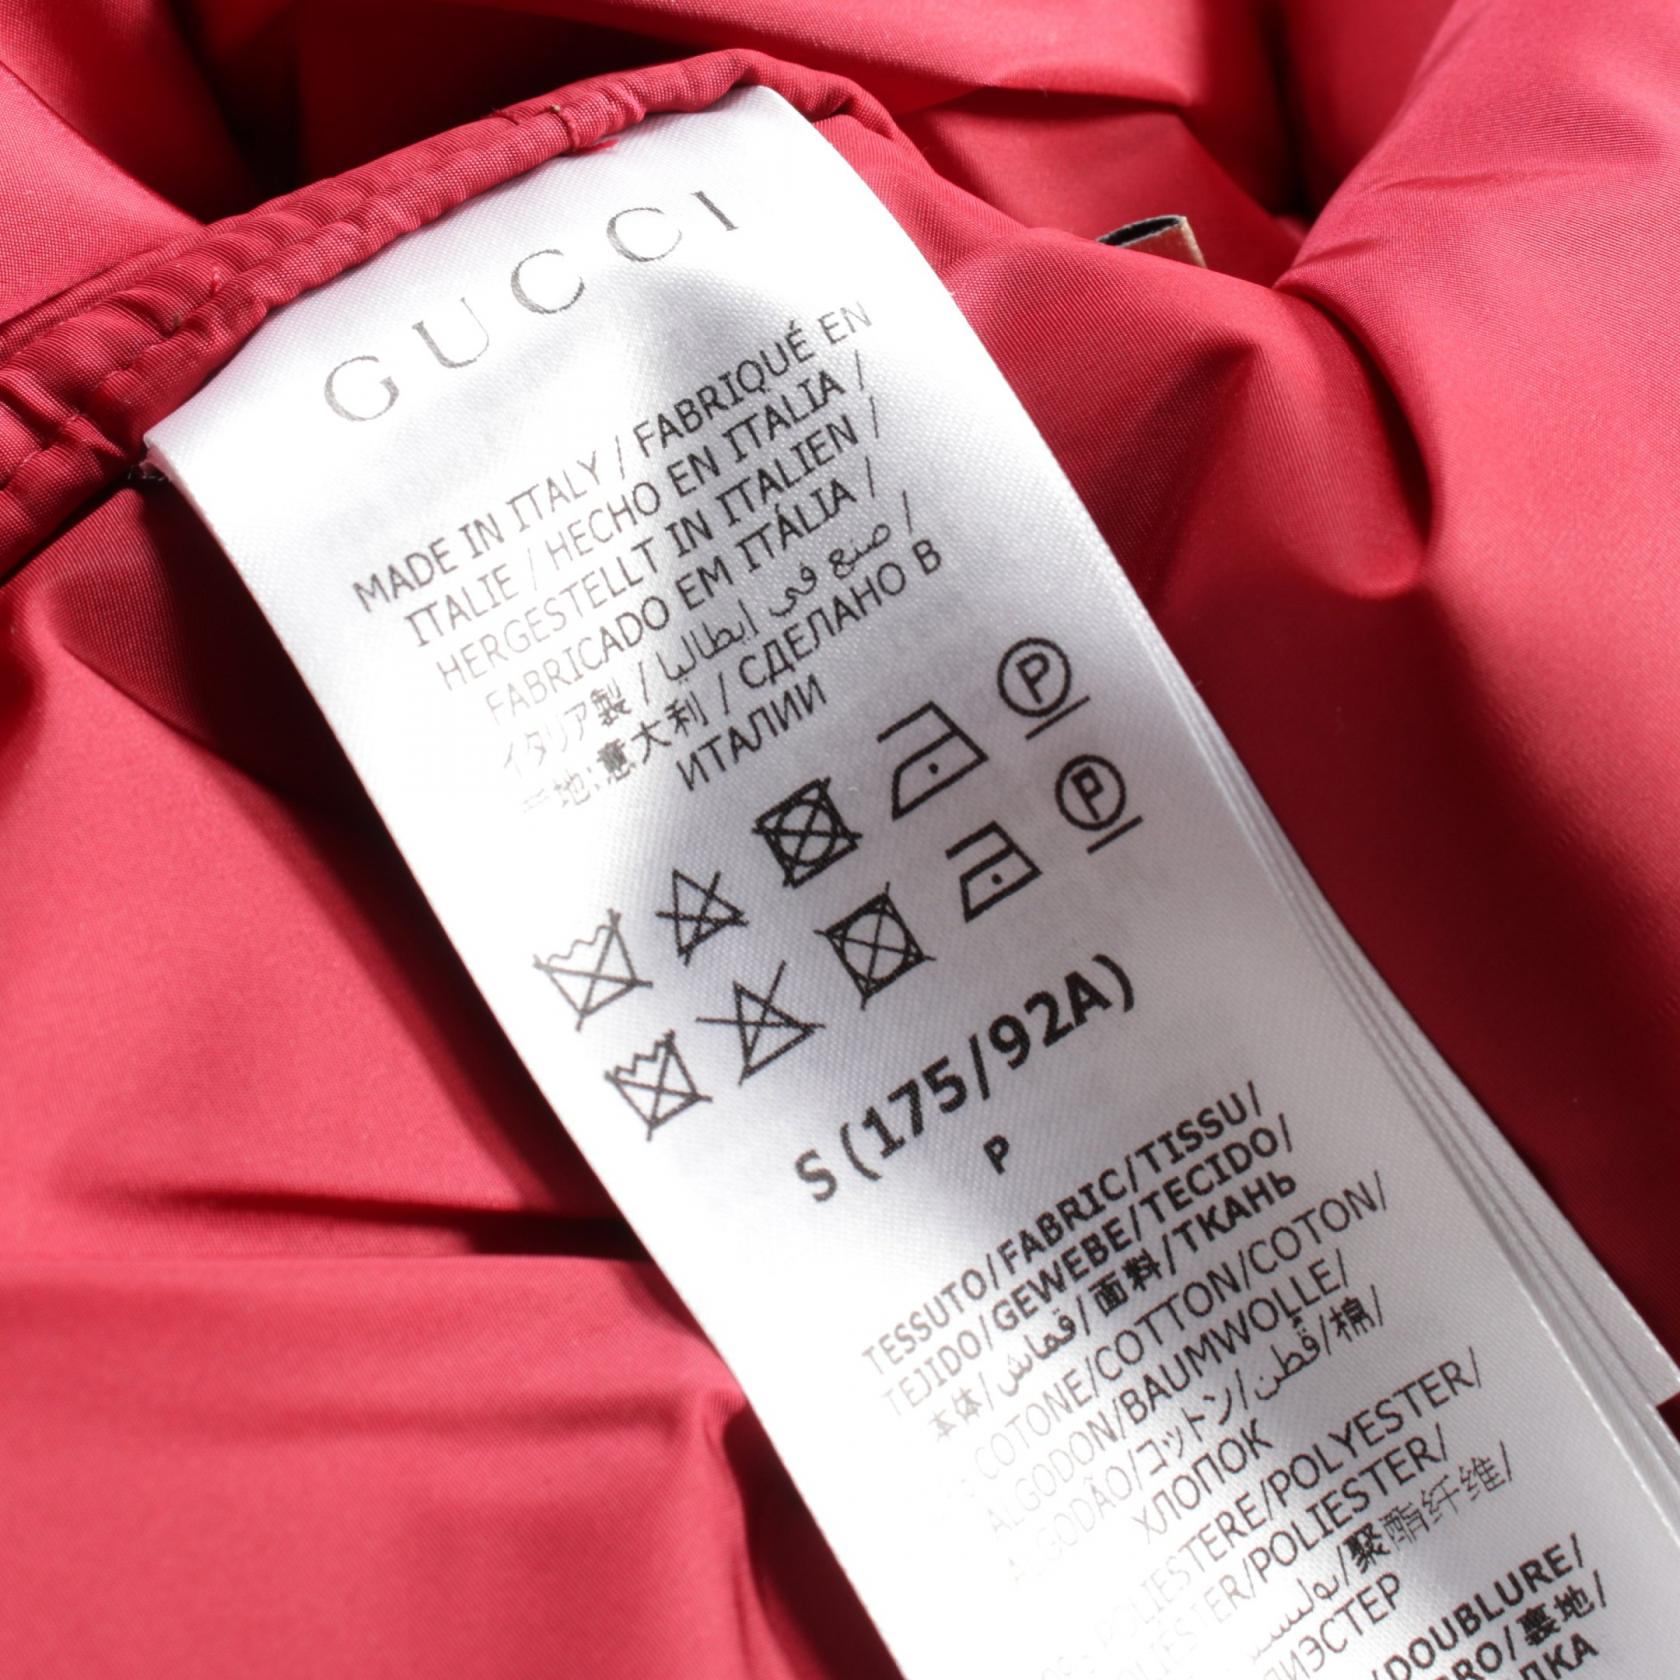 GUCCI
MADE IN ITALY / FABRIQUÉ EN
ITALIE / HECHO EN ITALIA /
HERGESTELLT IN ITALIEN /
FABRICADO EM ITÁLIA /
イタリア製 / صنع في ايطاليا /
地:意大利 / СДЕЛАНО В
ИТАЛИИ
P
P
S (175/92A)
P
TESSUTO/FABRIC/TISSU/
TEJIDO/GEWEBE/TECIDO/
本体/قماش/面料/ТКАНЬ
COTONE/COTTON/COTON/
ALGODON/BAUMWOLLE/
ALGODÃO/コットン/قطن/棉/
ХЛОПОК
POLIESTERE/POLYESTER/
/POLIESTER/
/聚酯纤维/
DOUBLURE/
/裏地/